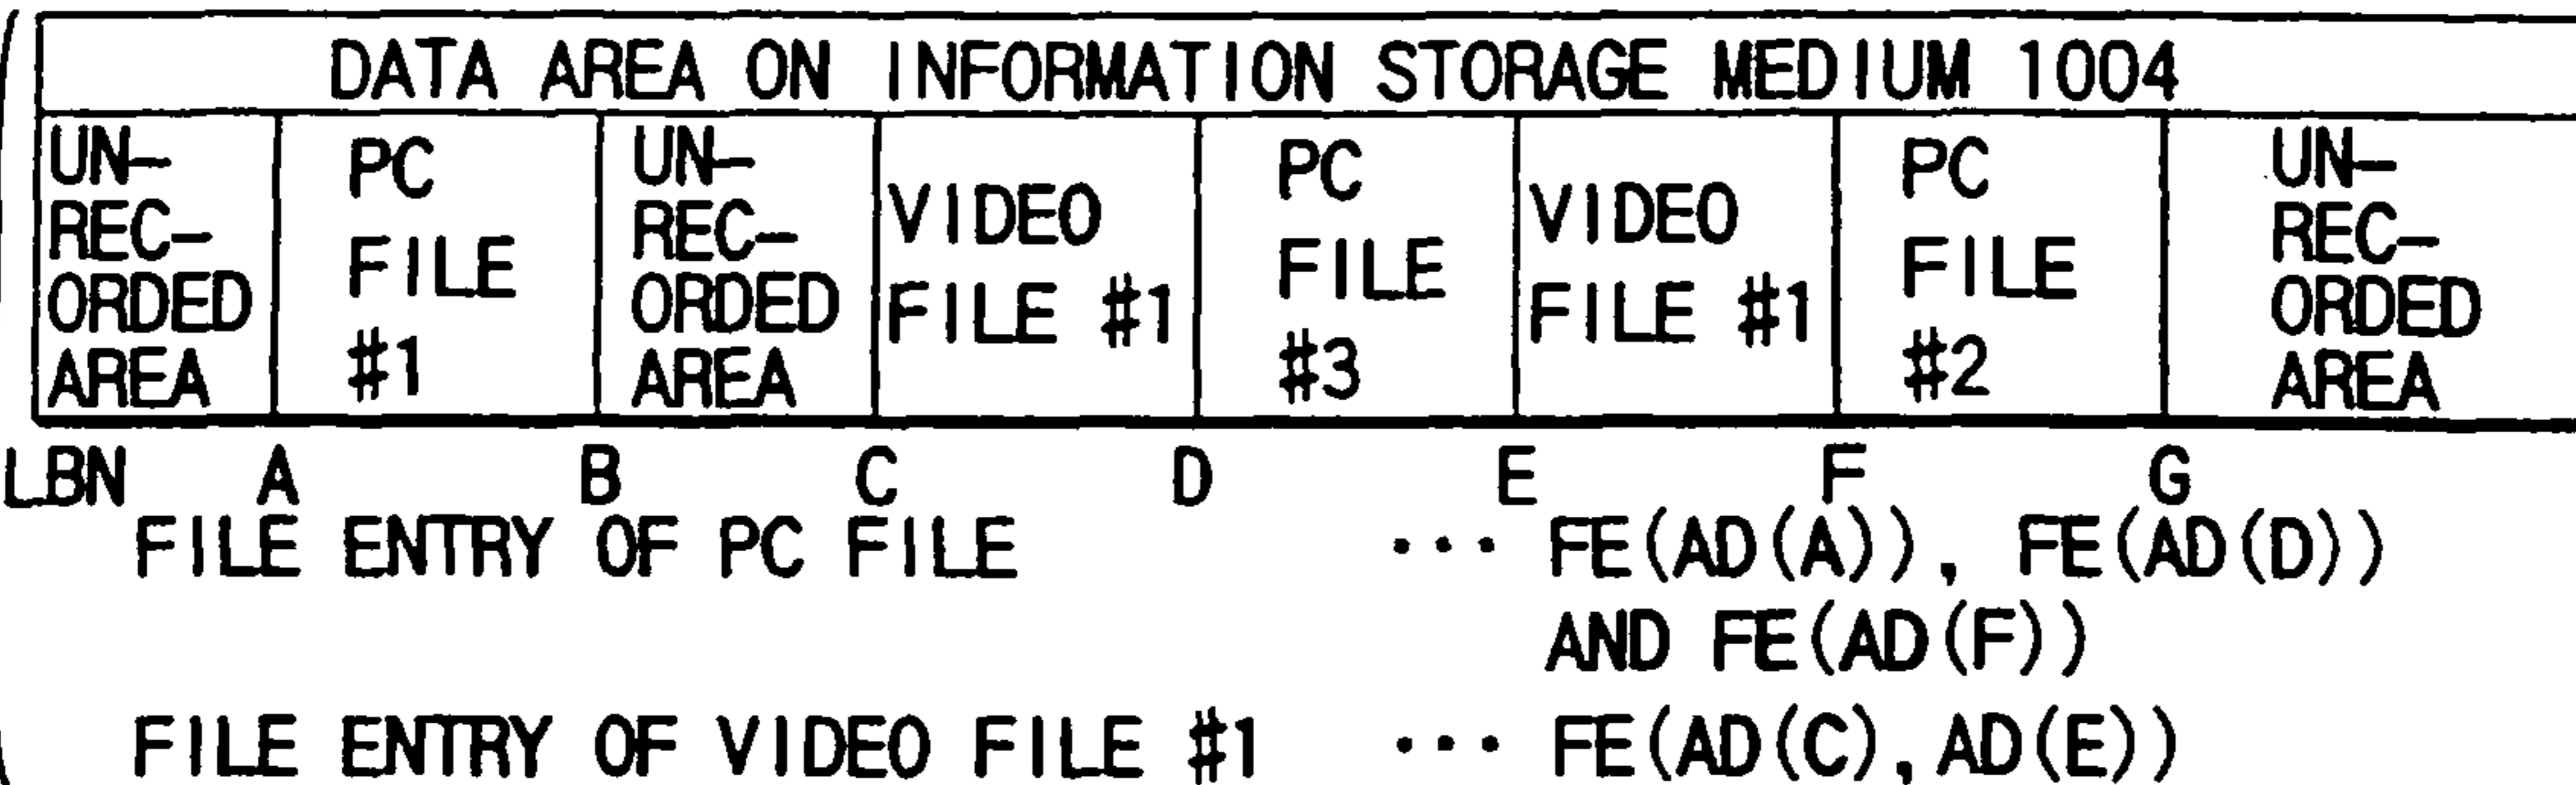 DATA AREA ON INFORMATION STORAGE MEDIUM 1004
UN-
REC-
ORDED
AREA
PC
FILE
#1
UN-
REC-
ORDED
AREA
VIDEO
FILE #1
PC
FILE
#3
VIDEO
FILE #1
PC
FILE
#2
UN-
REC-
ORDED
AREA
LBN A B C D E F G
FILE ENTRY OF PC FILE ... FE(AD(A)), FE(AD(D))
AND FE(AD(F))
FILE ENTRY OF VIDEO FILE #1 ... FE(AD(C), AD(E))